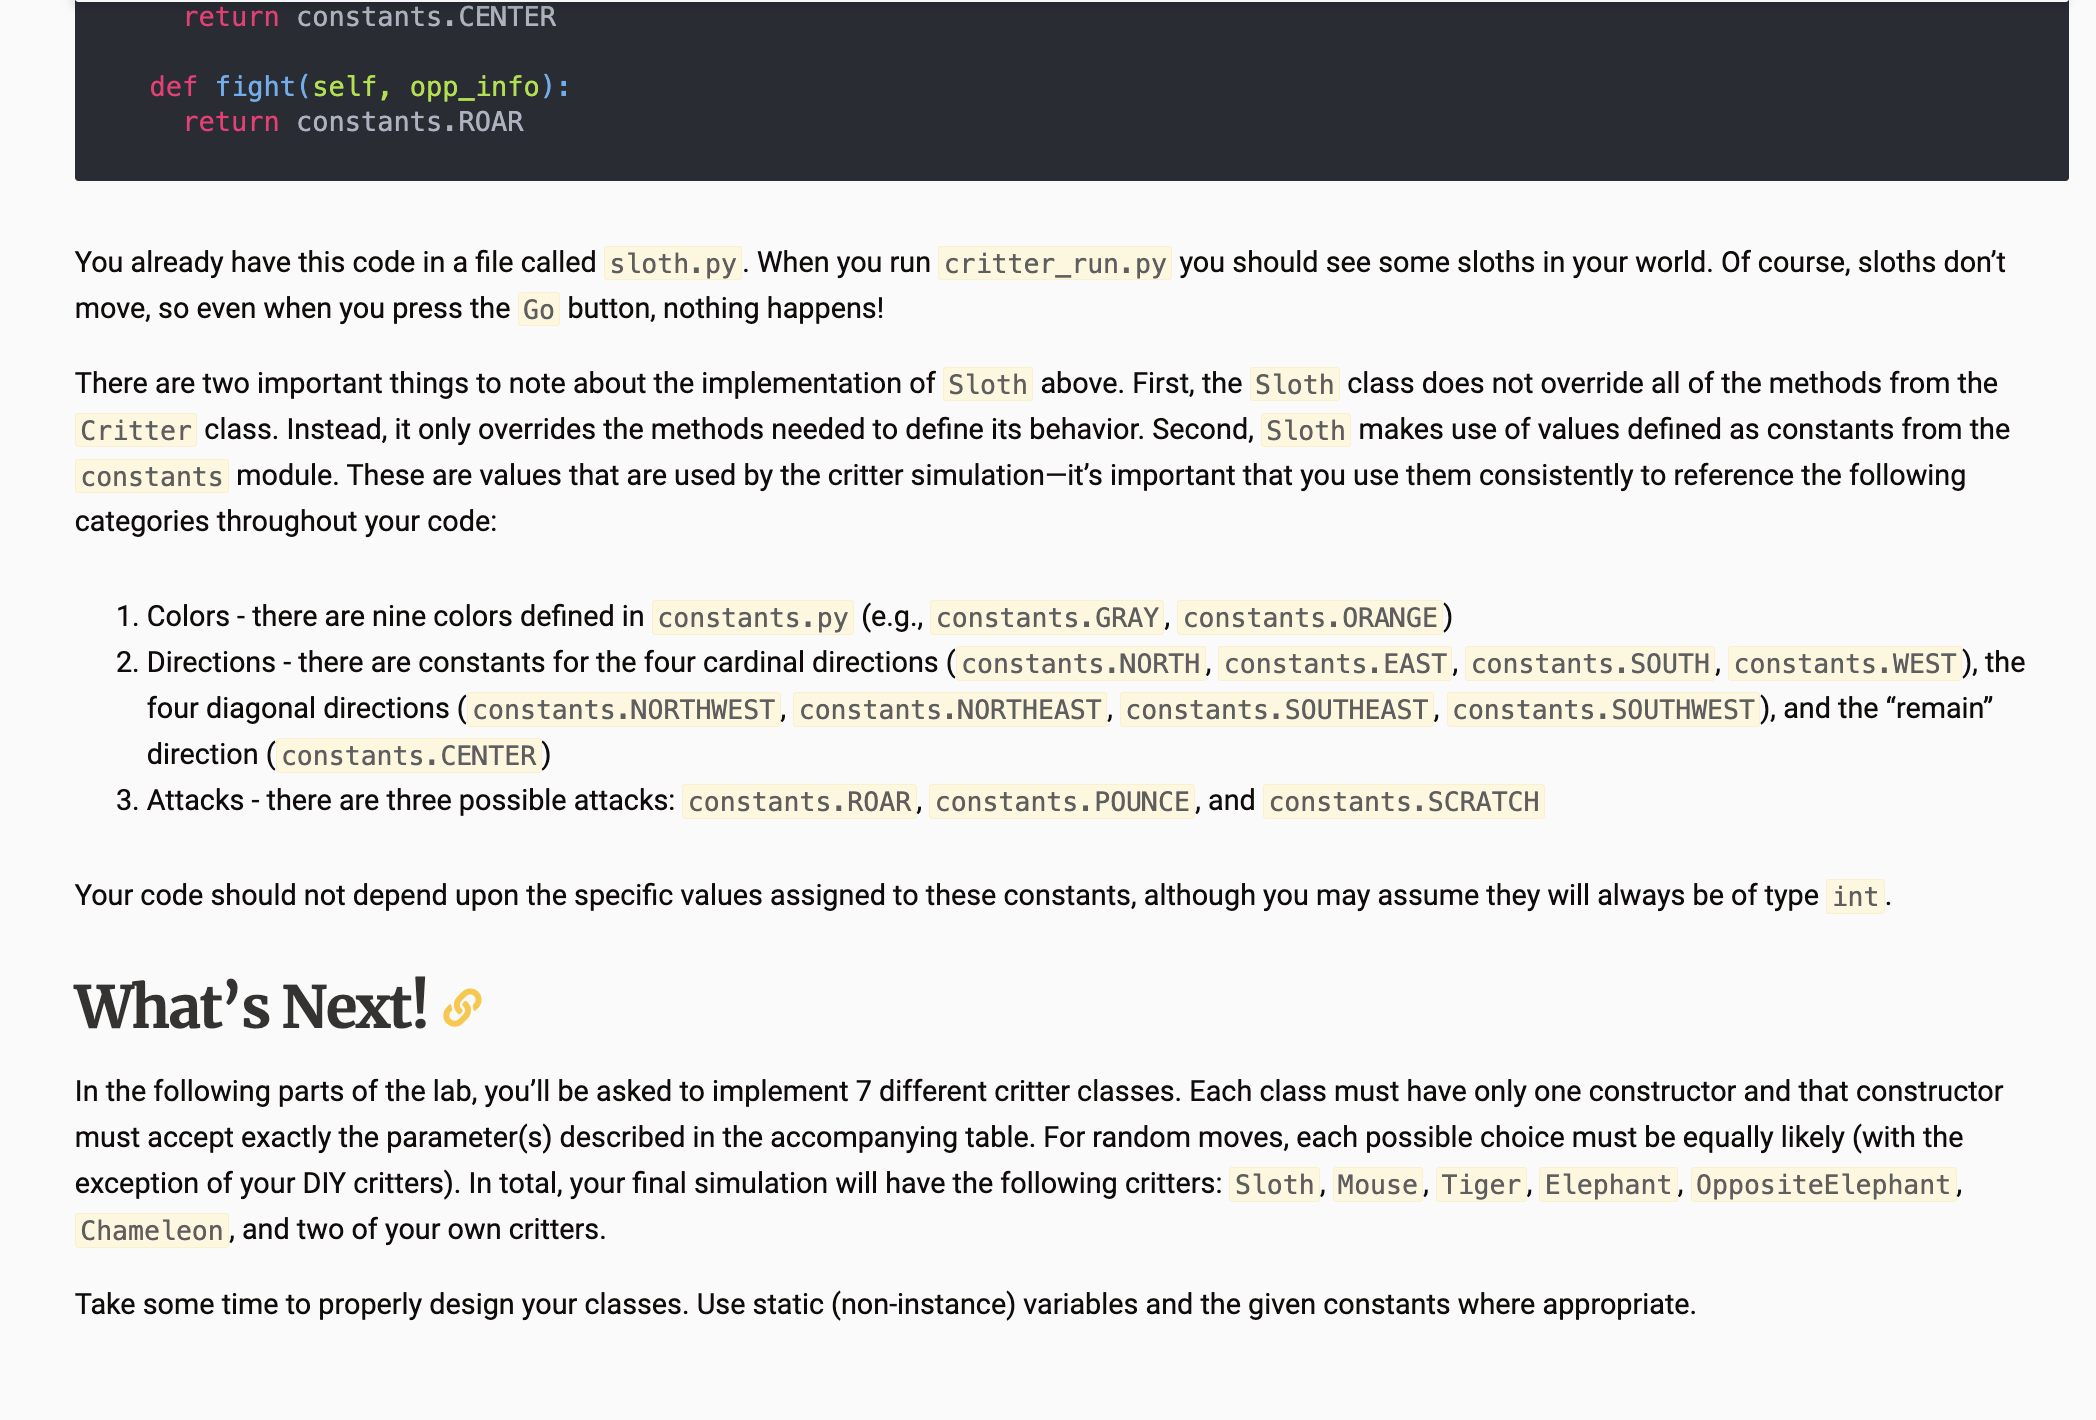 return constants.CENTER
def fight(self, opp_info):
return constants.ROAR
You already have this code in a file called sloth.py. When you run critter_run.py you should see some sloths in your world. Of course, sloths don’t
move, so even when you press the Go button, nothing happens!
There are two important things to note about the implementation of Sloth above. First, the Sloth class does not override all of the methods from the
Critter class. Instead, it only overrides the methods needed to define its behavior. Second, Sloth makes use of values defined as constants from the
constants module. These are values that are used by the critter simulation—it’s important that you use them consistently to reference the following
categories throughout your code:
1. Colors - there are nine colors defined in constants.py (e.g., constants.GRAY, constants.ORANGE)
2. Directions - there are constants for the four cardinal directions (constants.NORTH, constants.EAST, constants.SOUTH, constants.WEST), the
four diagonal directions (constants.NORTHWEST, constants.NORTHEAST, constants.SOUTHEAST, constants.SOUTHWEST), and the “remain”
direction (constants.CENTER)
3. Attacks - there are three possible attacks: constants.ROAR, constants.POUNCE, and constants.SCRATCH
Your code should not depend upon the specific values assigned to these constants, although you may assume they will always be of type int.
What’s Next!
In the following parts of the lab, you’ll be asked to implement 7 different critter classes. Each class must have only one constructor and that constructor
must accept exactly the parameter(s) described in the accompanying table. For random moves, each possible choice must be equally likely (with the
exception of your DIY critters). In total, your final simulation will have the following critters: Sloth, Mouse, Tiger, Elephant, OppositeElephant,
Chameleon, and two of your own critters.
Take some time to properly design your classes. Use static (non-instance) variables and the given constants where appropriate.